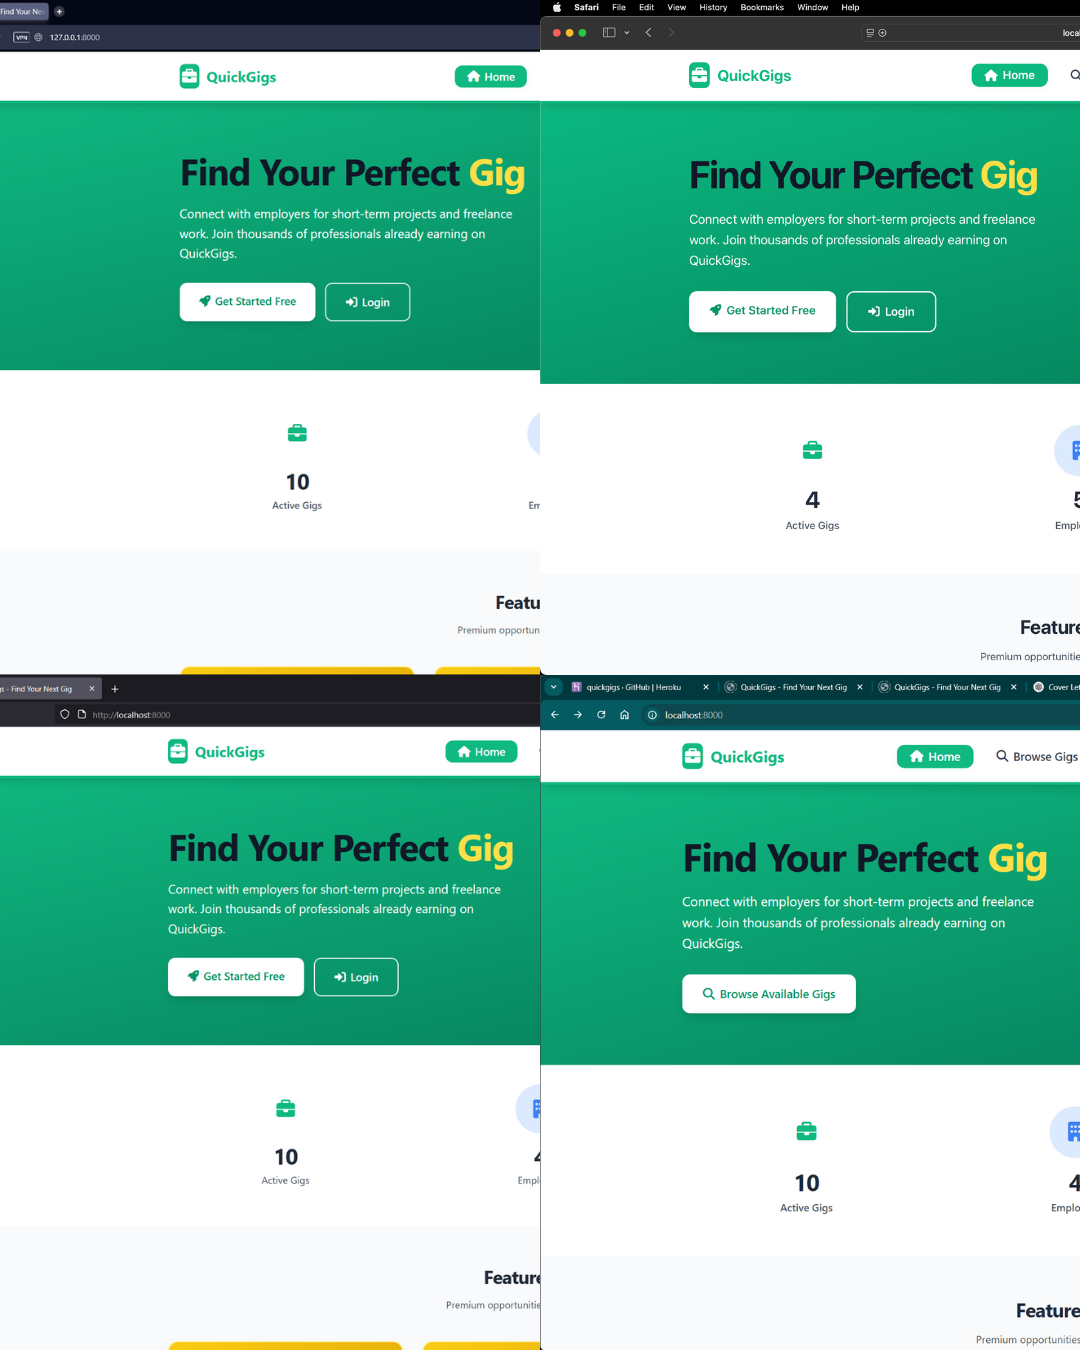 Find Your Nex
VPN 127.0.0.1:8000
QuickGigs
Home
Find Your Perfect Gig
Connect with employers for short-term projects and freelance
work. Join thousands of professionals already earning on
QuickGigs.
Get Started Free
Login
10
Active Gigs
Em
Featu
Premium opportun
Safari File Edit View History Bookmarks Window Help
local
QuickGigs
Home
Find Your Perfect Gig
Connect with employers for short-term projects and freelance
work. Join thousands of professionals already earning on
QuickGigs.
Get Started Free
Login
4
5
Active Gigs
Emplo
Feature
Premium opportunities
gs - Find Your Next Gig
http://localhost:8000
QuickGigs
Home
Find Your Perfect Gig
Connect with employers for short-term projects and freelance
work. Join thousands of professionals already earning on
QuickGigs.
Get Started Free
Login
10
4
Active Gigs
Emplo
Feature
Premium opportunitie
quickgigs · GitHub | Heroku
QuickGigs - Find Your Next Gig
QuickGigs - Find Your Next Gig
Cover Let
localhost:8000
QuickGigs
Home
Browse Gigs
Find Your Perfect Gig
Connect with employers for short-term projects and freelance
work. Join thousands of professionals already earning on
QuickGigs.
Browse Available Gigs
10
4
Active Gigs
Emplo
Feature
Premium opportunities